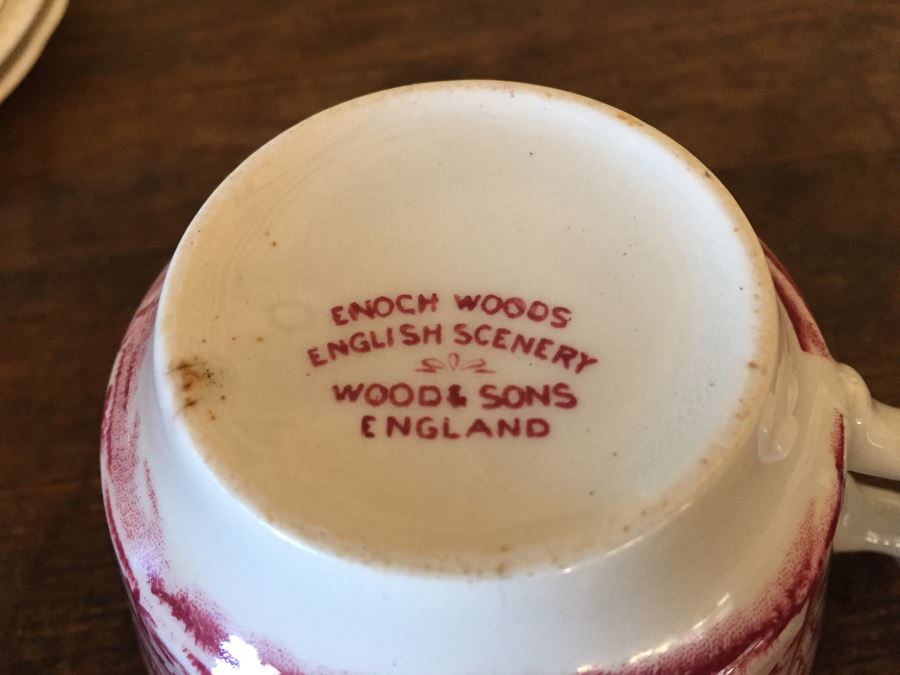 ENOCH WOODS
ENGLISH SCENERY
WOOD & SONS
ENGLAND